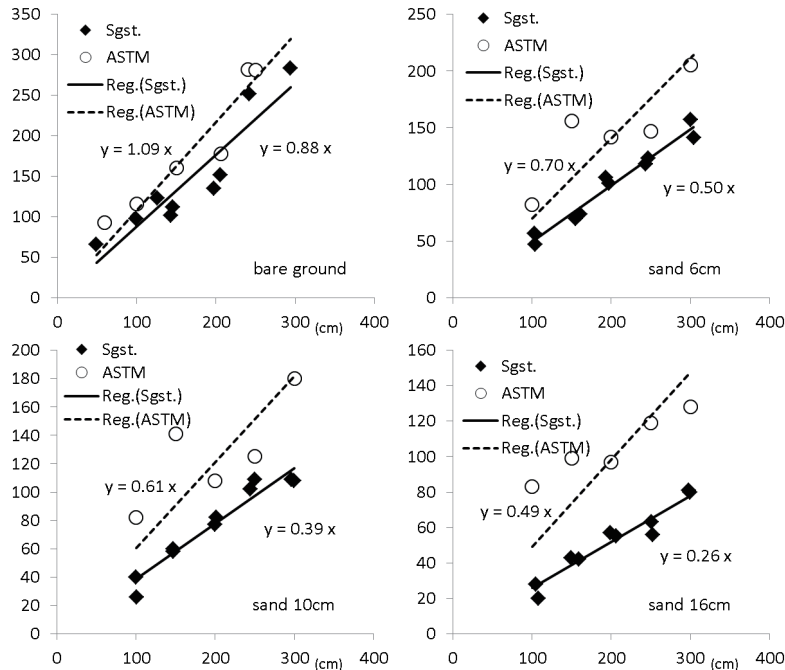 350
300
250
200
150
100
50
0
Sgst.
ASTM
Reg.(Sgst.)
Reg.(ASTM)
y = 1.09 x
y = 0.88 x
bare ground
0 100 200 300 (cm) 400
250
200
150
100
50
0
Sgst.
ASTM
Reg.(Sgst.)
Reg.(ASTM)
y = 0.70 x
y = 0.50 x
sand 6cm
0 100 200 300 (cm) 400
180
160
140
120
100
80
60
40
20
0
Sgst.
ASTM
Reg.(Sgst.)
Reg.(ASTM)
y = 0.61 x
y = 0.39 x
sand 10cm
0 100 200 300 (cm) 400
160
140
120
100
80
60
40
20
0
Sgst.
ASTM
Reg.(Sgst.)
Reg.(ASTM)
y = 0.49 x
y = 0.26 x
sand 16cm
0 100 200 300 (cm) 400